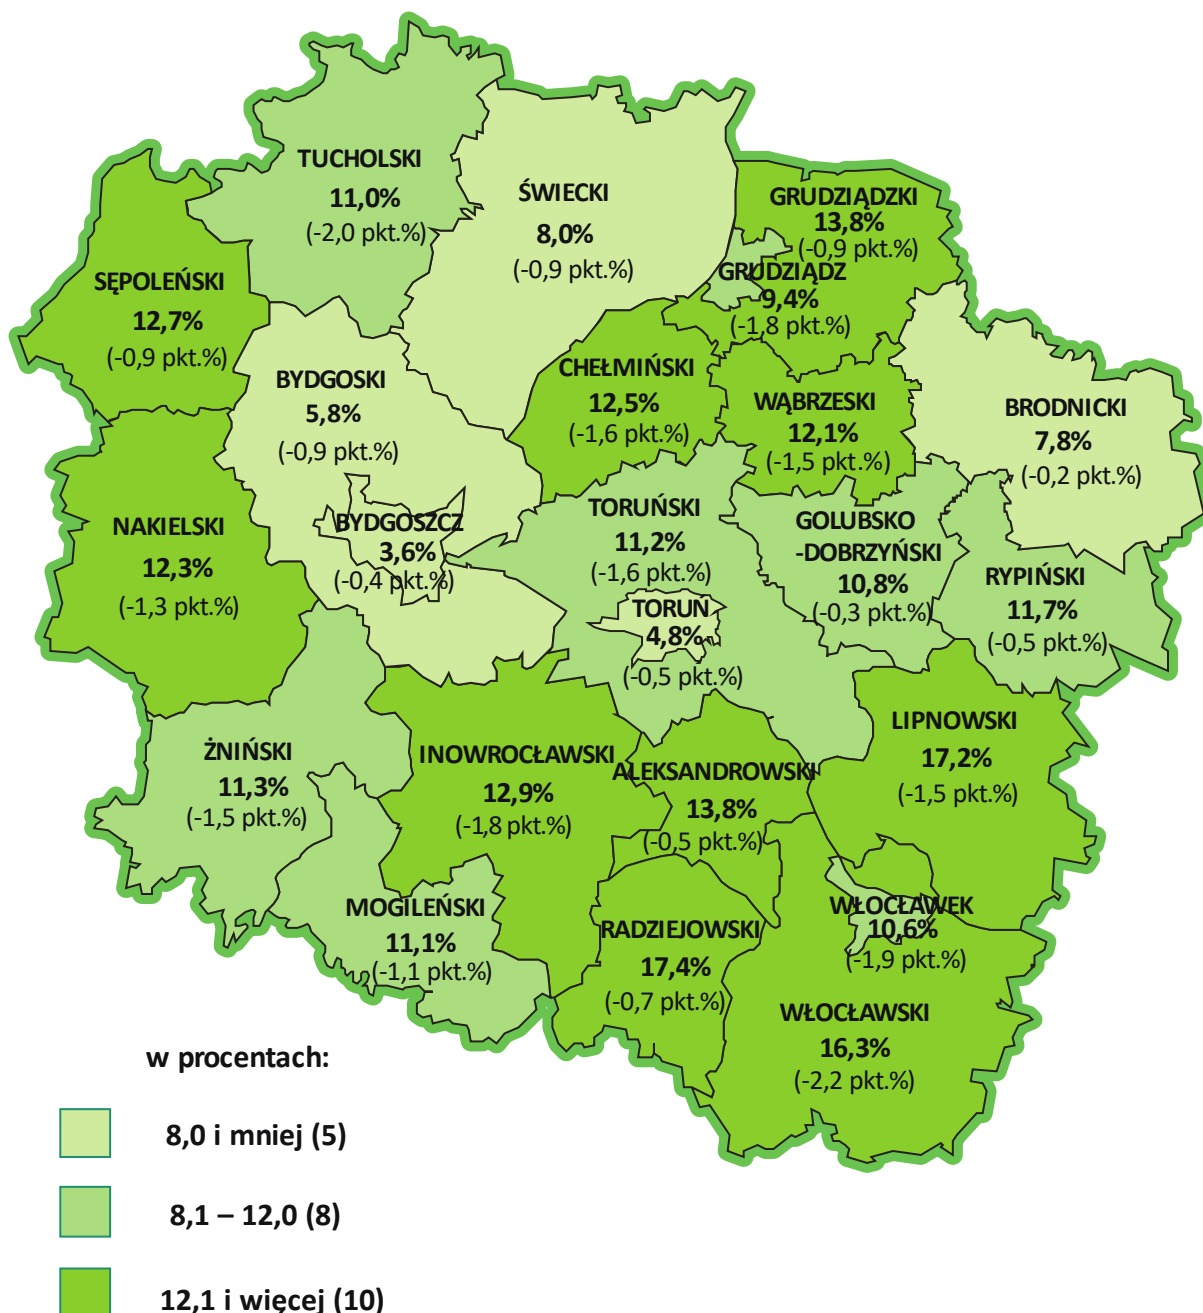 TUCHOLSKI
11,0%
(-2,0 pkt.%)
ŚWIECKI
8,0%
(-0,9 pkt.%)
GRUDZIĄDZKI
13,8%
(-0,9 pkt.%)
GRUDZIĄDZ
9,4%
(-1,8 pkt.%)
SĘPOLEŃSKI
12,7%
(-0,9 pkt.%)
BYDGOSKI
5,8%
(-0,9 pkt.%)
CHEŁMIŃSKI
12,5%
(-1,6 pkt.%)
WĄBRZESKI
12,1%
(-1,5 pkt.%)
BRODNICKI
7,8%
(-0,2 pkt.%)
NAKIELSKI
12,3%
(-1,3 pkt.%)
BYDGOSZCZ
3,6%
(-0,4 pkt.%)
TORUŃSKI
11,2%
(-1,6 pkt.%)
GOLUBSKO
-DOBRZYŃSKI
10,8%
(-0,3 pkt.%)
RYPIŃSKI
11,7%
(-0,5 pkt.%)
TORUŃ
4,8%
(-0,5 pkt.%)
ŻNIŃSKI
11,3%
(-1,5 pkt.%)
INOWROCŁAWSKI
12,9%
(-1,8 pkt.%)
ALEKSANDROWSKI
13,8%
(-0,5 pkt.%)
LIPNOWSKI
17,2%
(-1,5 pkt.%)
MOGILEŃSKI
11,1%
(-1,1 pkt.%)
RADZIEJOWSKI
17,4%
(-0,7 pkt.%)
WŁOCŁAWEK
10,6%
(-1,9 pkt.%)
WŁOCŁAWSKI
16,3%
(-2,2 pkt.%)
w procentach:
8,0 i mniej (5)
8,1 – 12,0 (8)
12,1 i więcej (10)